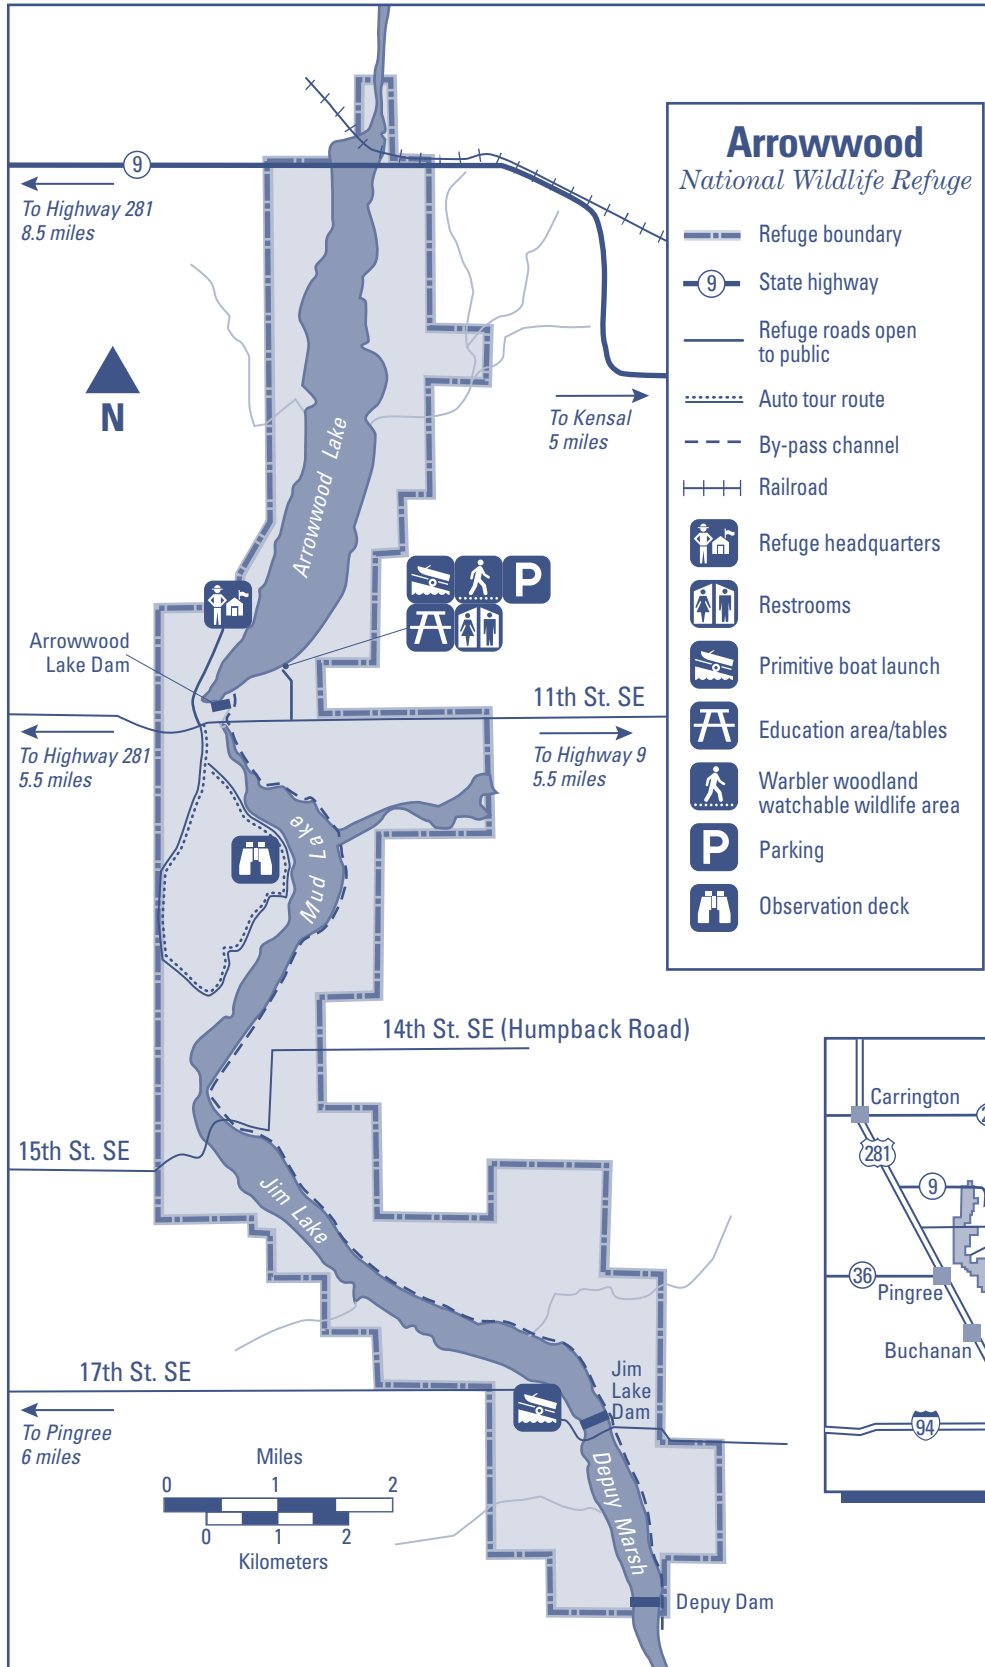 9
To Highway 281
8.5 miles
N
To Kensal
5 miles
Arrowwood Lake
Arrowwood
Lake Dam
P
11th St. SE
To Highway 281
5.5 miles
To Highway 9
5.5 miles
Mud Lake
14th St. SE (Humpback Road)
15th St. SE
Jim Lake
17th St. SE
To Pingree
6 miles
Jim
Lake
Dam
Depuy Marsh
Depuy Dam
Miles
0 1 2
0 1 2
Kilometers
Arrowwood
National Wildlife Refuge
Refuge boundary
9 State highway
Refuge roads open
to public
Auto tour route
By-pass channel
Railroad
Refuge headquarters
Restrooms
Primitive boat launch
Education area/tables
Warbler woodland
watchable wildlife area
P Parking
Observation deck
Carrington
281
9
36
Pingree
Buchanan
94